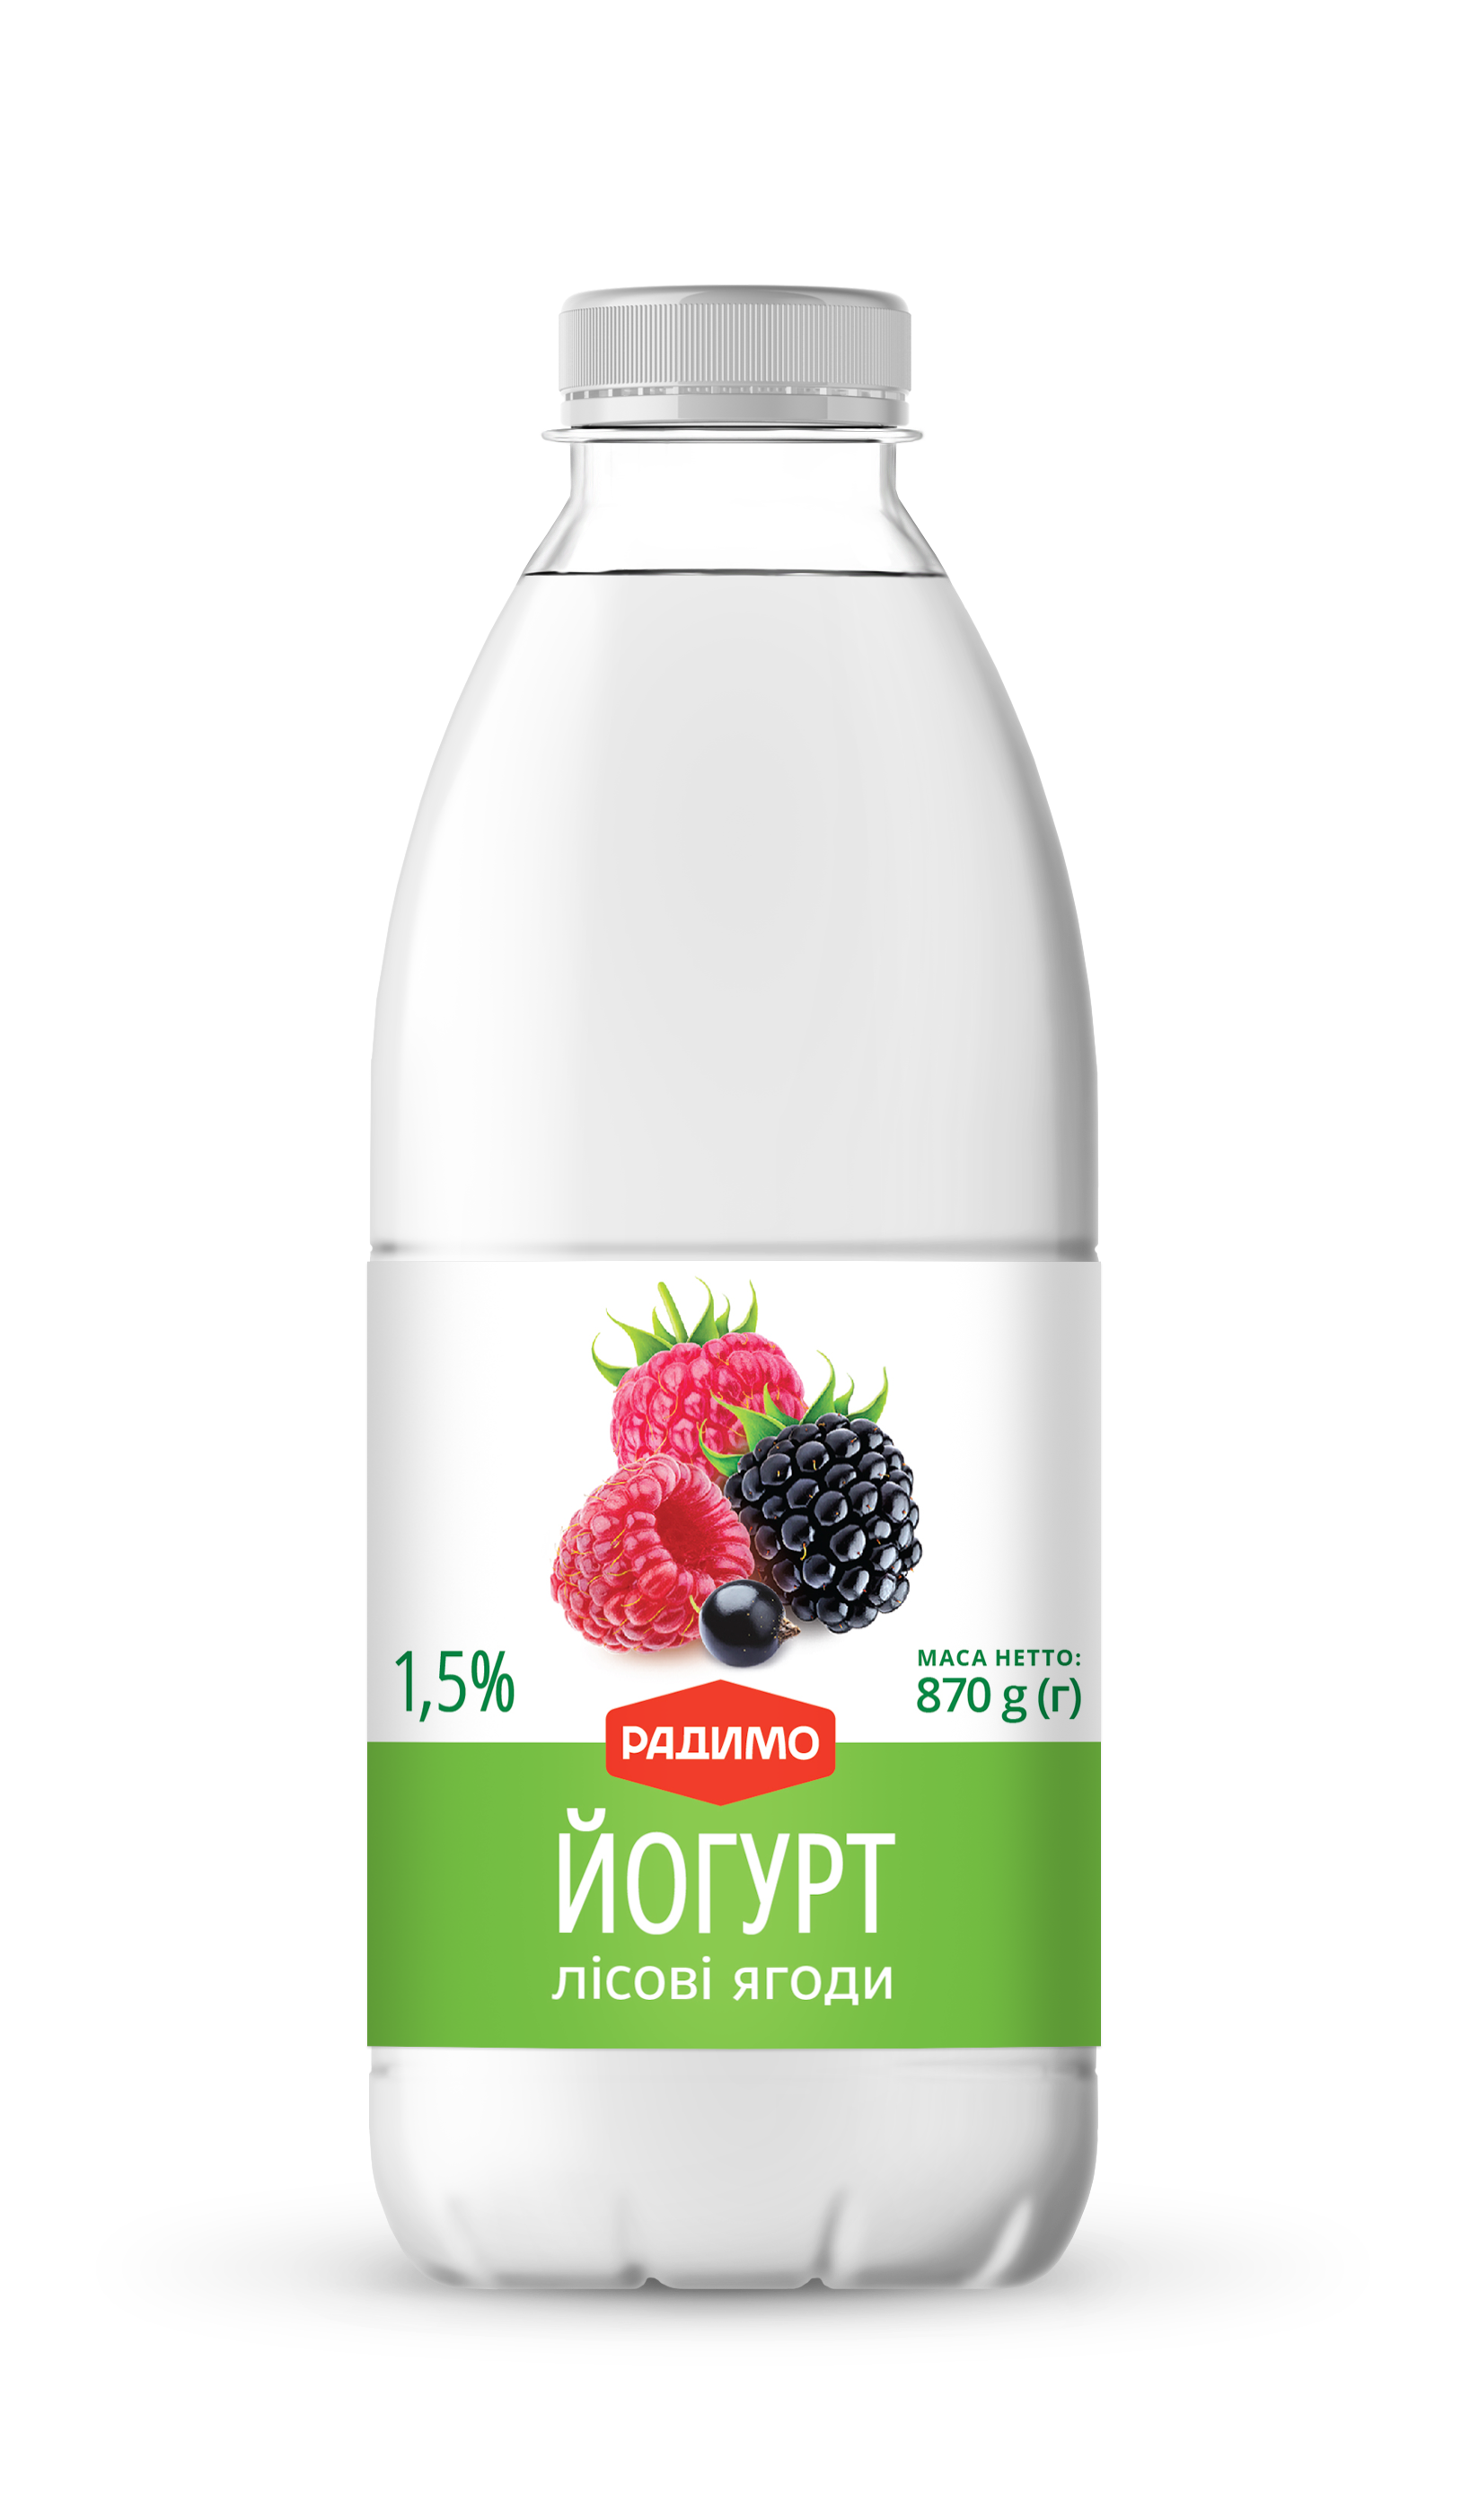 1,5%
МАСА НЕТТО:
870 g (г)
РАДИМО
ЙОГУРТ
лісові ягоди